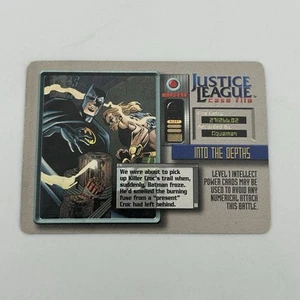 JUSTICE
LEAGUE
case file
Recorded By:
Aquaman
INTO THE DEPTHS
We were about to pick
up Killer Croc's trail when,
suddenly, Batman froze.
He'd smelled the burning
fuse from a "present"
Croc had left behind.
LEVEL 1 INTELLECT
POWER CARDS MAY BE
USED TO AVOID ANY
NUMERICAL ATTACK
THIS BATTLE.